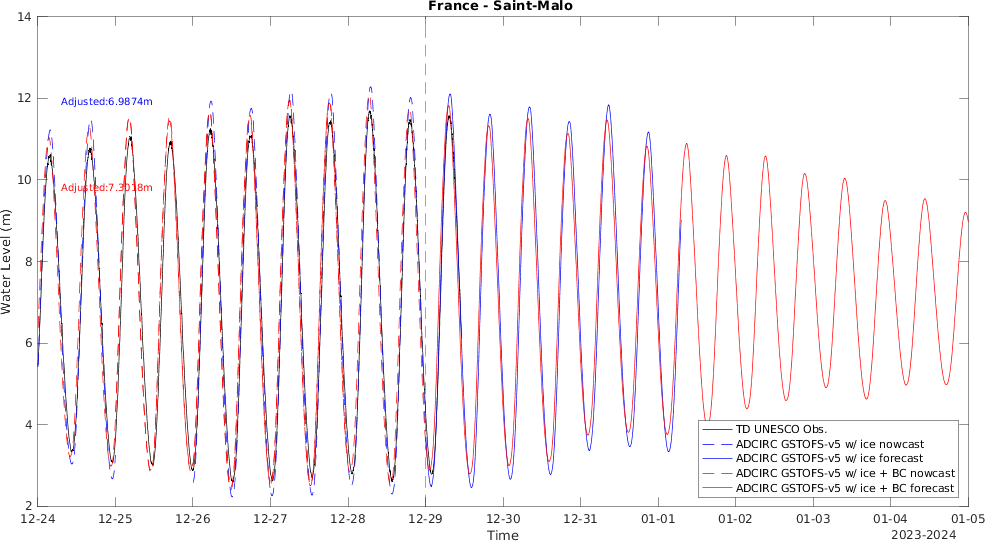 France - Saint-Malo
14
12
10
8
6
4
2
Water Level (m)
Adjusted:6.9874m
Adjusted:7.3018m
TD UNESCO Obs.
ADCIRC GSTOFS-v5 w/ ice nowcast
ADCIRC GSTOFS-v5 w/ ice forecast
ADCIRC GSTOFS-v5 w/ ice + BC nowcast
ADCIRC GSTOFS-v5 w/ ice + BC forecast
12-24 12-25 12-26 12-27 12-28 12-29 12-30 12-31 01-01 01-02 01-03 01-04 01-05
Time
2023-2024